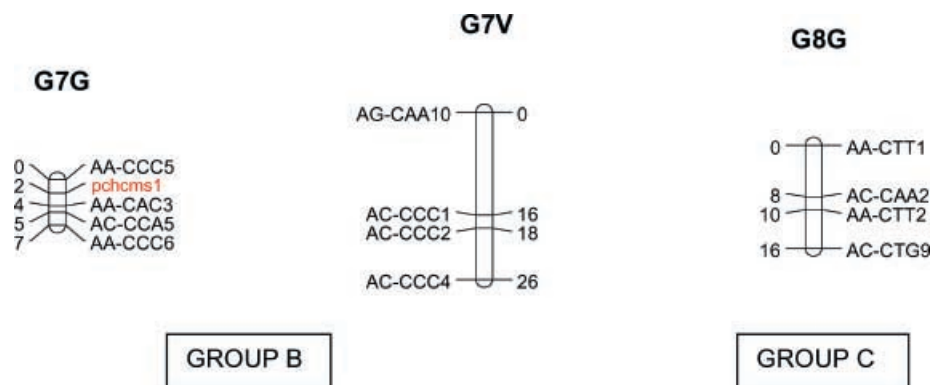 G7G
0 AA-CCC5
2 pchcms1
4 AA-CAC3
5 AC-CCA5
7 AA-CCC6
G7V
AG-CAA10 0
AC-CCC1 16
AC-CCC2 18
AC-CCC4 26
GROUP B
G8G
0 AA-CTT1
8 AC-CAA2
10 AA-CTT2
16 AC-CTG9
GROUP C